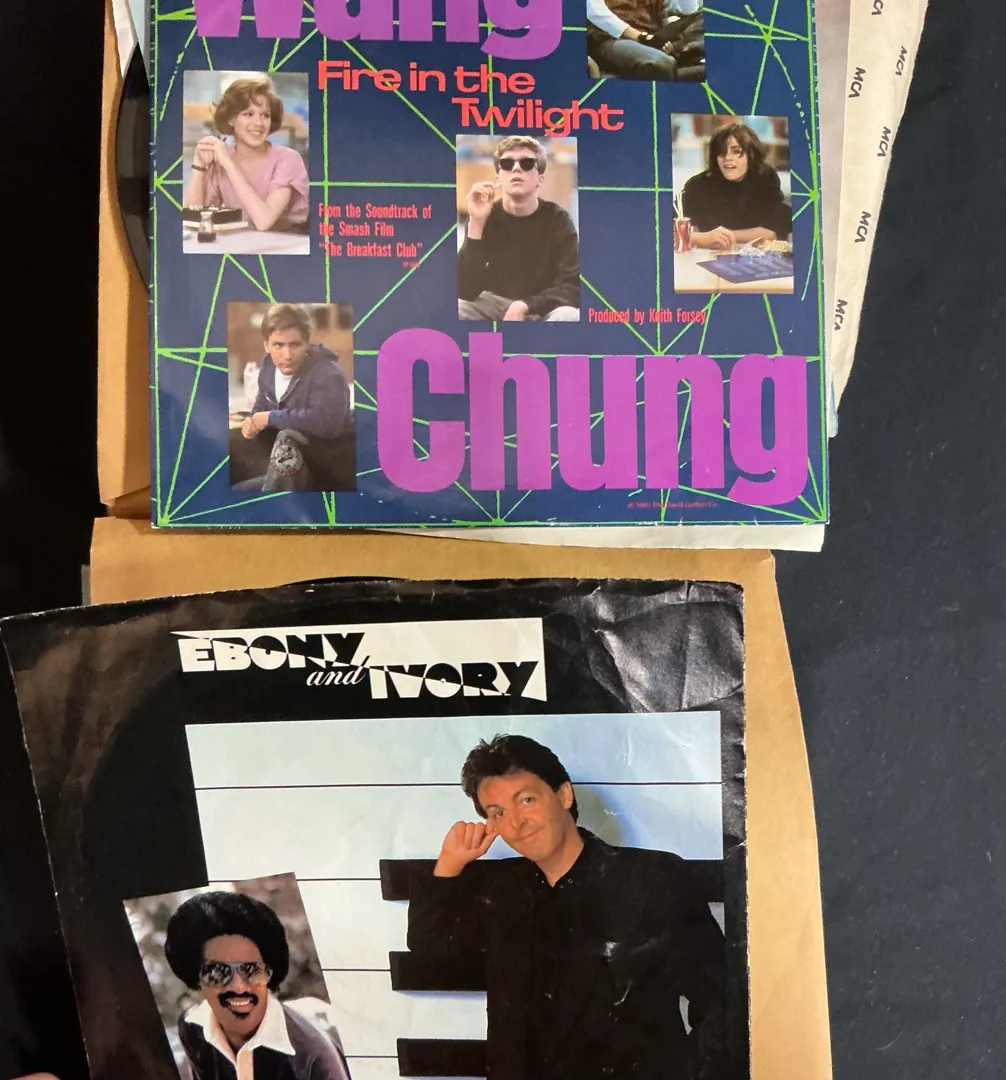 Wang
Fire in the
Twilight
From the Soundtrack of
the Smash Film
"The Breakfast Club"
Produced by Keith Forsey
Chung
MCA
MCA
MCA
MCA
MCA
EBONY
and IVORY